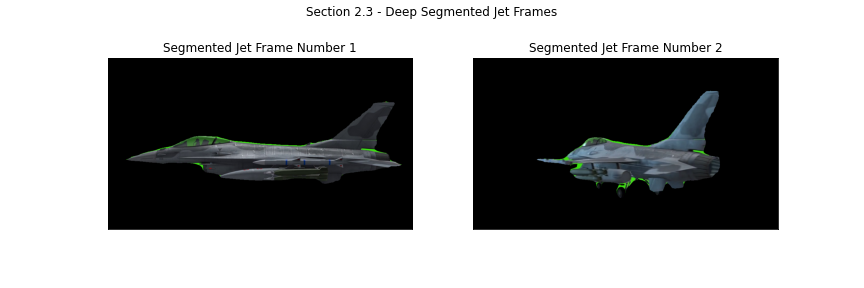 Section 2.3 - Deep Segmented Jet Frames
Segmented Jet Frame Number 1
Segmented Jet Frame Number 2